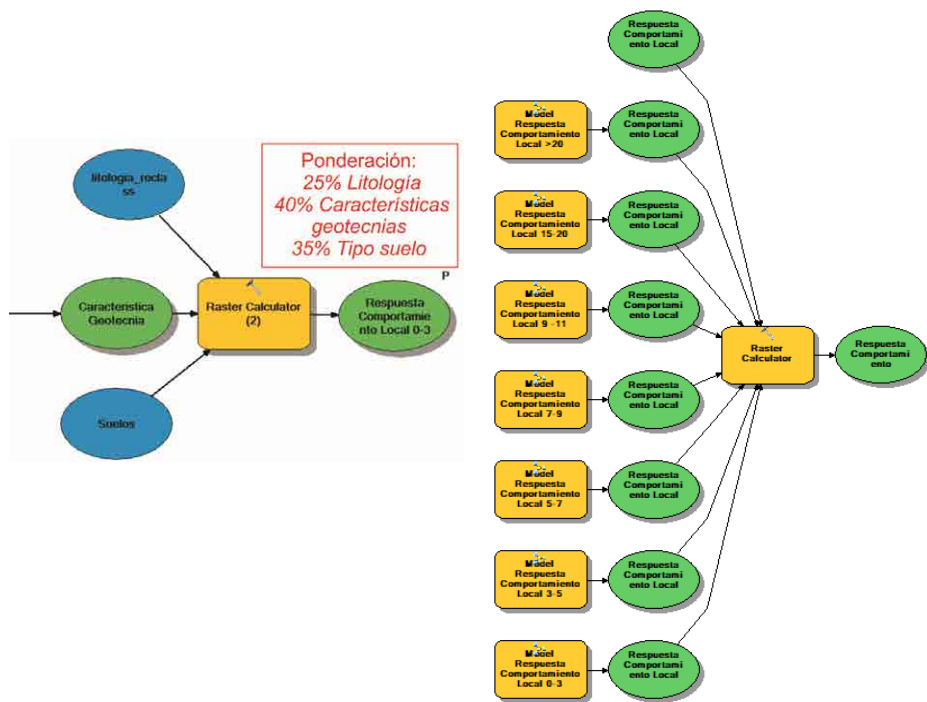 litologia_rocla
ss
Ponderación:
25% Litología
40% Características
geotecnias
35% Tipo suelo
P
Caracteristica
Geotecnia
Raster Calculator
(2)
Respuesta
Comportamie
nto Local 0-3
Suelos
Respuesta
Comportami
ento Local
Model
Respuesta
Comportamiento
Local >20
Respuesta
Comportami
ento Local
Model
Respuesta
Comportamiento
Local 15-20
Respuesta
Comportami
ento Local
Model
Respuesta
Comportamiento
Local 9 -11
Respuesta
Comportami
ento Local
Raster
Calculator
Respuesta
Comportami
ento
Model
Respuesta
Comportamiento
Local 7-9
Respuesta
Comportami
ento Local
Model
Respuesta
Comportamiento
Local 5-7
Respuesta
Comportami
ento Local
Model
Respuesta
Comportamiento
Local 3-5
Respuesta
Comportami
ento Local
Model
Respuesta
Comportamiento
Local 0-3
Respuesta
Comportami
ento Local